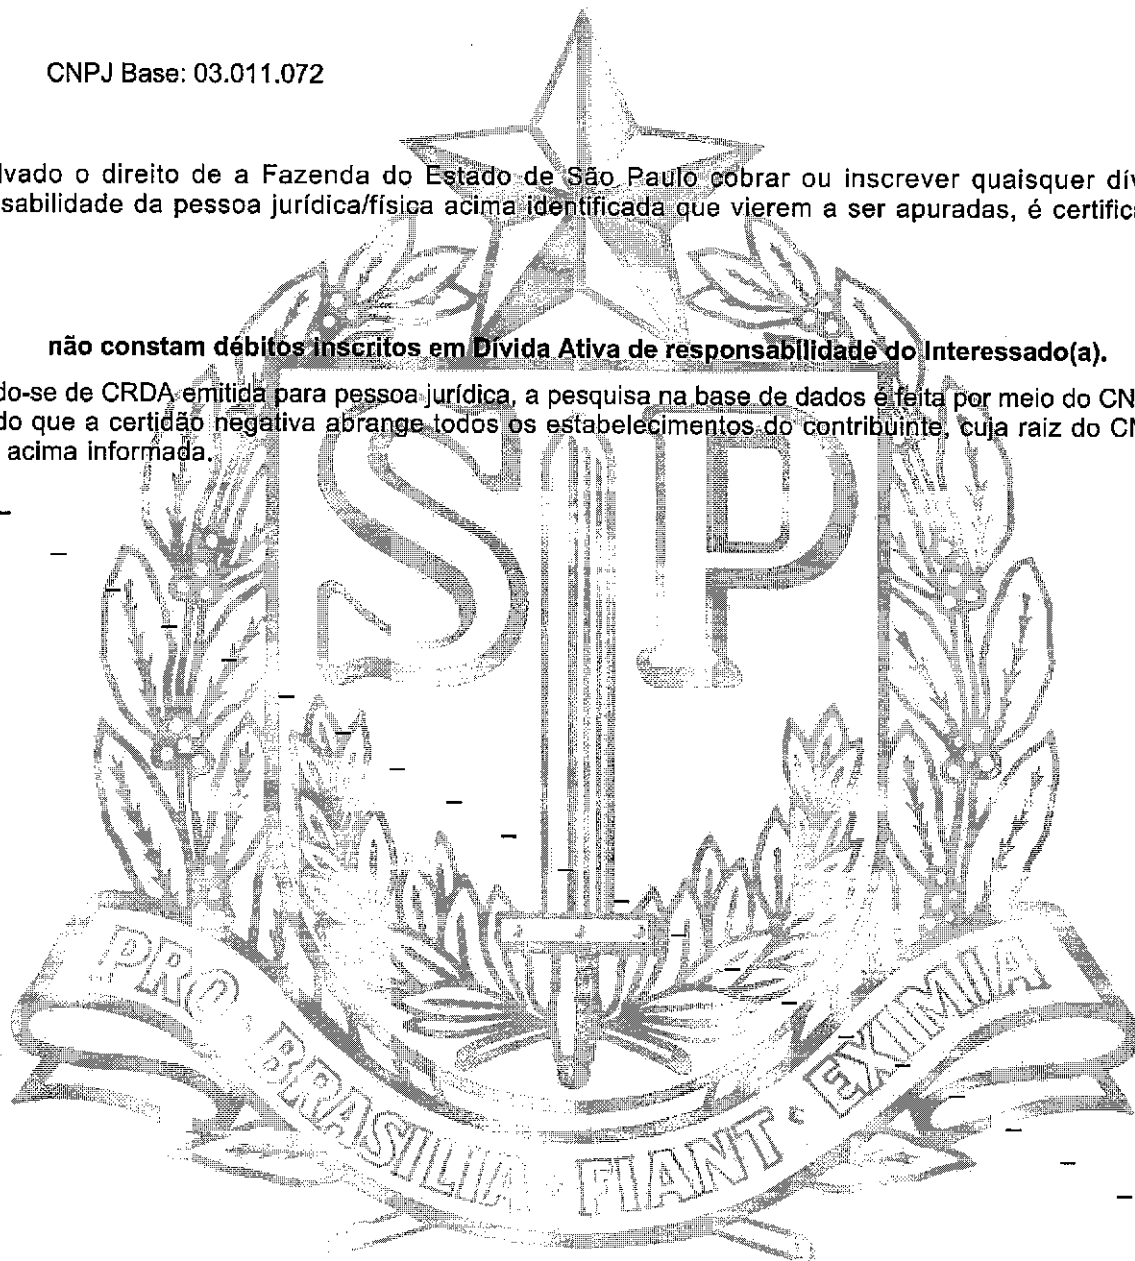 CNPJ Base: 03.011.072
lvado o direito de a Fazenda do Estado de São Paulo cobrar ou inscrever quaisquer dív
sabilidade da pessoa jurídica/física acima identificada que vierem a ser apuradas, é certific
não constam débitos inscritos em Dívida Ativa de responsabilidade do Interessado(a).
do-se de CRDA emitida para pessoa jurídica, a pesquisa na base de dados é feita por meio do CN
do que a certidão negativa abrange todos os estabelecimentos do contribuinte, cuja raiz do CN
acima informada.
SP
PRO BRASILIA FIANT EXIMIA